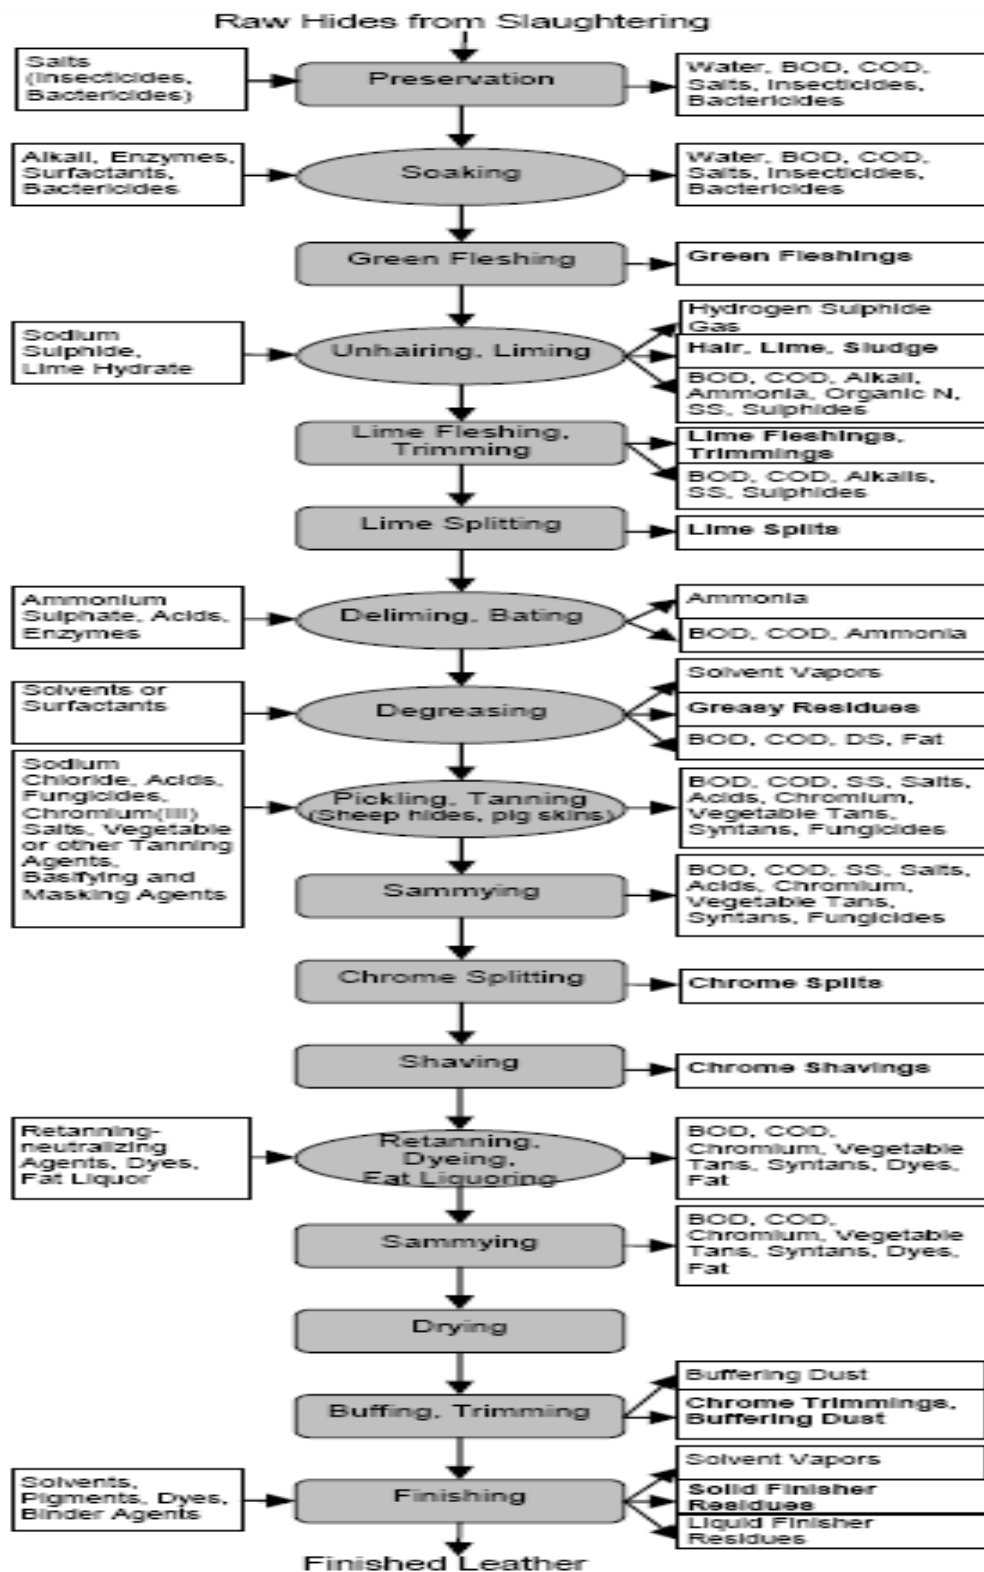 Raw Hides from Slaughtering
Salts
(Insecticides,
Bactericides)
Preservation
Water, BOD, COD,
Salts, Insecticides,
Bactericides
Alkali, Enzymes,
Surfactants,
Bactericides
Soaking
Water, BOD, COD,
Salts, Insecticides,
Bactericides
Green Fleshing
Green Fleshings
Sodium
Sulphide,
Lime Hydrate
Unhairing, Liming
Hydrogen Sulphide
Gas
Hair, Lime, Sludge
BOD, COD, Alkali,
Ammonia, Organic N,
SS, Sulphides
Lime Fleshing,
Trimming
Lime Fleshings,
Trimmings
BOD, COD, Alkalis,
SS, Sulphides
Lime Splitting
Lime Splits
Ammonium
Sulphate, Acids,
Enzymes
Deliming, Bating
Ammonia
BOD, COD, Ammonia
Solvents or
Surfactants
Degreasing
Solvent Vapors
Greasy Residues
BOD, COD, DS, Fat
Sodium
Chloride, Acids,
Fungicides,
Chromium(III)
Salts, Vegetable
or other Tanning
Agents,
Basifying and
Masking Agents
Pickling, Tanning
(Sheep hides, pig skins)
BOD, COD, SS, Salts,
Acids, Chromium,
Vegetable Tans,
Syntans, Fungicides
Sammying
BOD, COD, SS, Salts,
Acids, Chromium,
Vegetable Tans,
Syntans, Fungicides
Chrome Splitting
Chrome Splits
Shaving
Chrome Shavings
Retanning-
neutralizing
Agents, Dyes,
Fat Liquor
Retanning,
Dyeing,
Fat Liquoring
BOD, COD,
Chromium, Vegetable
Tans, Syntans, Dyes,
Fat
Sammying
BOD, COD,
Chromium, Vegetable
Tans, Syntans, Dyes,
Fat
Drying
Buffing, Trimming
Buffering Dust
Chrome Trimmings,
Buffering Dust
Solvents,
Pigments, Dyes,
Binder Agents
Finishing
Solvent Vapors
Solid Finisher
Residues
Liquid Finisher
Residues
Finished Leather